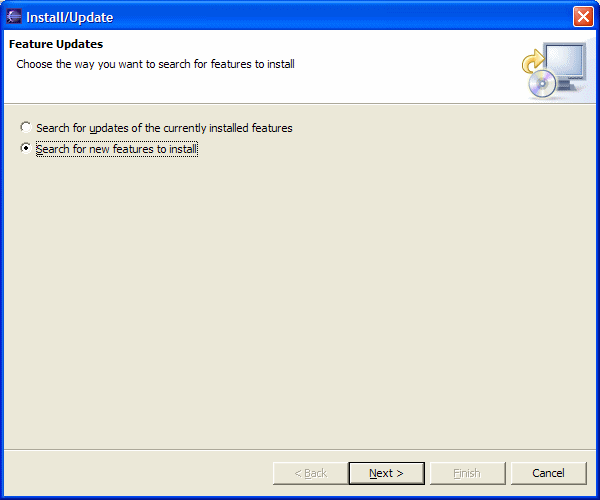 Install/Update
Feature Updates
Choose the way you want to search for features to install
Search for updates of the currently installed features
Search for new features to install
< Back
Next >
Finish
Cancel